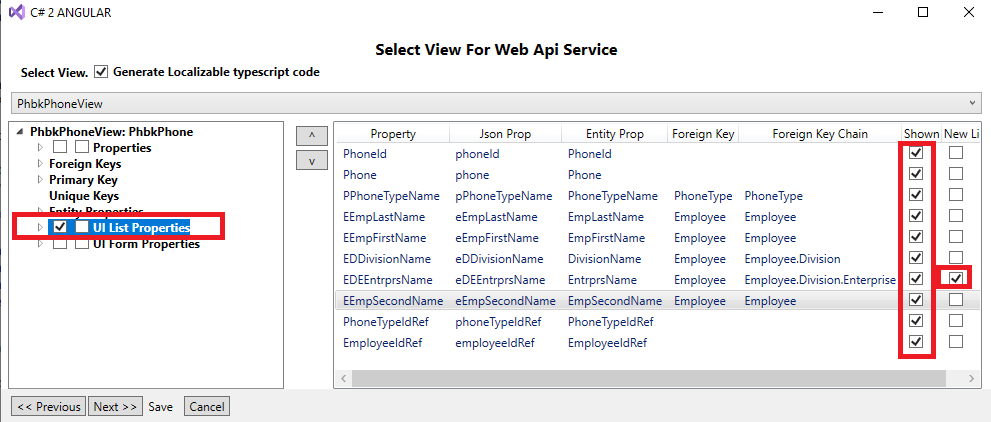 C# 2 ANGULAR
Select View For Web Api Service
Select View. Generate Localizable typescript code
PhbkPhoneView
PhbkPhoneView: PhbkPhone
Properties
Foreign Keys
Primary Key
Unique Keys
Entity Properties
UI List Properties
UI Form Properties
Property Json Prop Entity Prop Foreign Key Foreign Key Chain Shown New Li
PhoneId phoneId PhoneId
Phone phone Phone
PPhoneTypeName pPhoneTypeName PhoneTypeName PhoneType PhoneType
EEmpLastName eEmpLastName EmpLastName Employee Employee
EEmpFirstName eEmpFirstName EmpFirstName Employee Employee
EDDivisionName eDDivisionName DivisionName Employee Employee.Division
EDEEntrprsName eDEEntrprsName EntrprsName Employee Employee.Division.Enterprise
EEmpSecondName eEmpSecondName EmpSecondName Employee Employee
PhoneTypeIdRef phoneTypeIdRef PhoneTypeIdRef
EmployeeIdRef employeeIdRef EmployeeIdRef
<< Previous Next >> Save Cancel